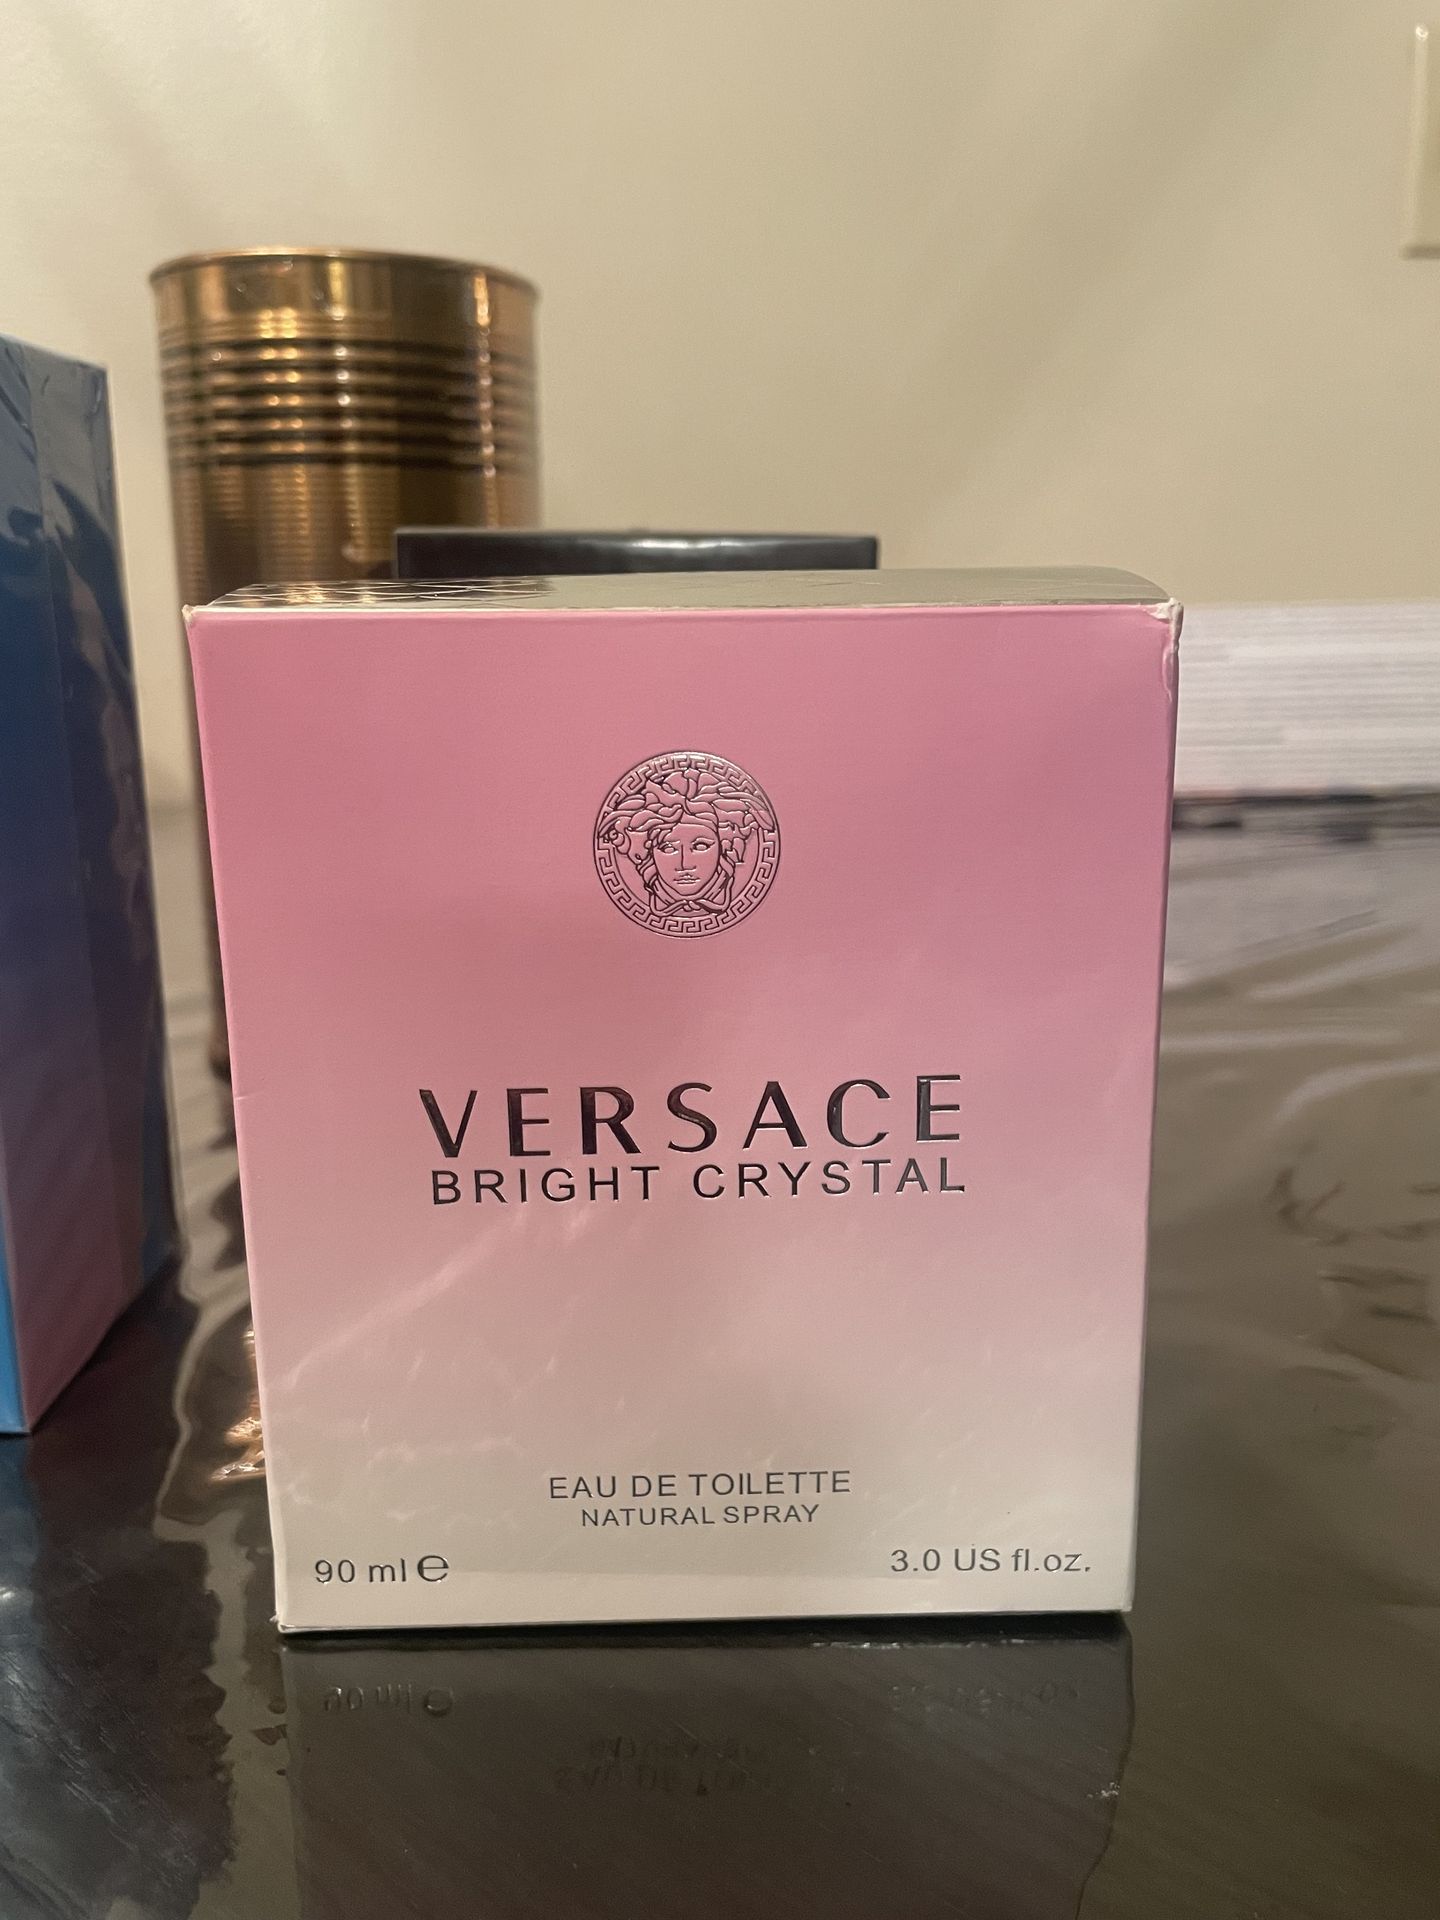 VERSACE
BRIGHT CRYSTAL
EAU DE TOILETTE
NATURAL SPRAY
90 ml ℮
3.0 US fl.oz.